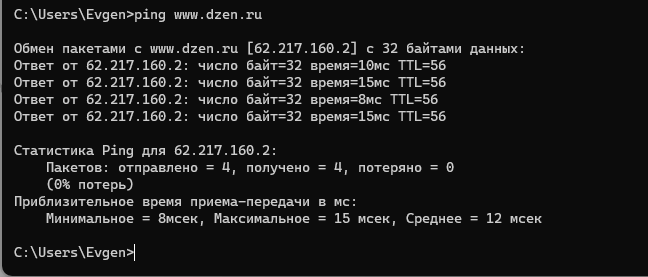 C:\Users\Evgen>ping www.dzen.ru
Обмен пакетами с www.dzen.ru [62.217.160.2] с 32 байтами данных:
Ответ от 62.217.160.2: число байт=32 время=10мс TTL=56
Ответ от 62.217.160.2: число байт=32 время=15мс TTL=56
Ответ от 62.217.160.2: число байт=32 время=8мс TTL=56
Ответ от 62.217.160.2: число байт=32 время=15мс TTL=56
Статистика Ping для 62.217.160.2:
    Пакетов: отправлено = 4, получено = 4, потеряно = 0
    (0% потерь)
Приблизительное время приема-передачи в мс:
    Минимальное = 8мсек, Максимальное = 15 мсек, Среднее = 12 мсек
C:\Users\Evgen>